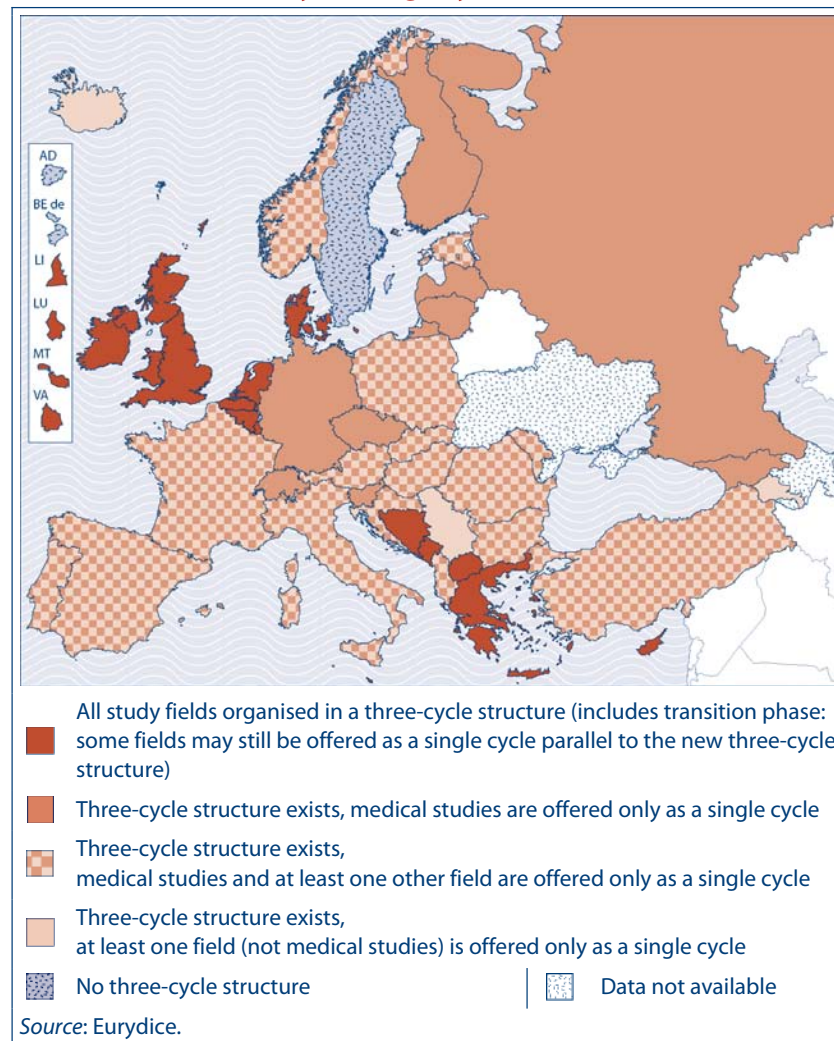 AD
BE de
LI
LU
MT
VA
All study fields organised in a three-cycle structure (includes transition phase:
some fields may still be offered as a single cycle parallel to the new three-cycle
structure)
Three-cycle structure exists, medical studies are offered only as a single cycle
Three-cycle structure exists,
medical studies and at least one other field are offered only as a single cycle
Three-cycle structure exists,
at least one field (not medical studies) is offered only as a single cycle
No three-cycle structure
Data not available
Source: Eurydice.